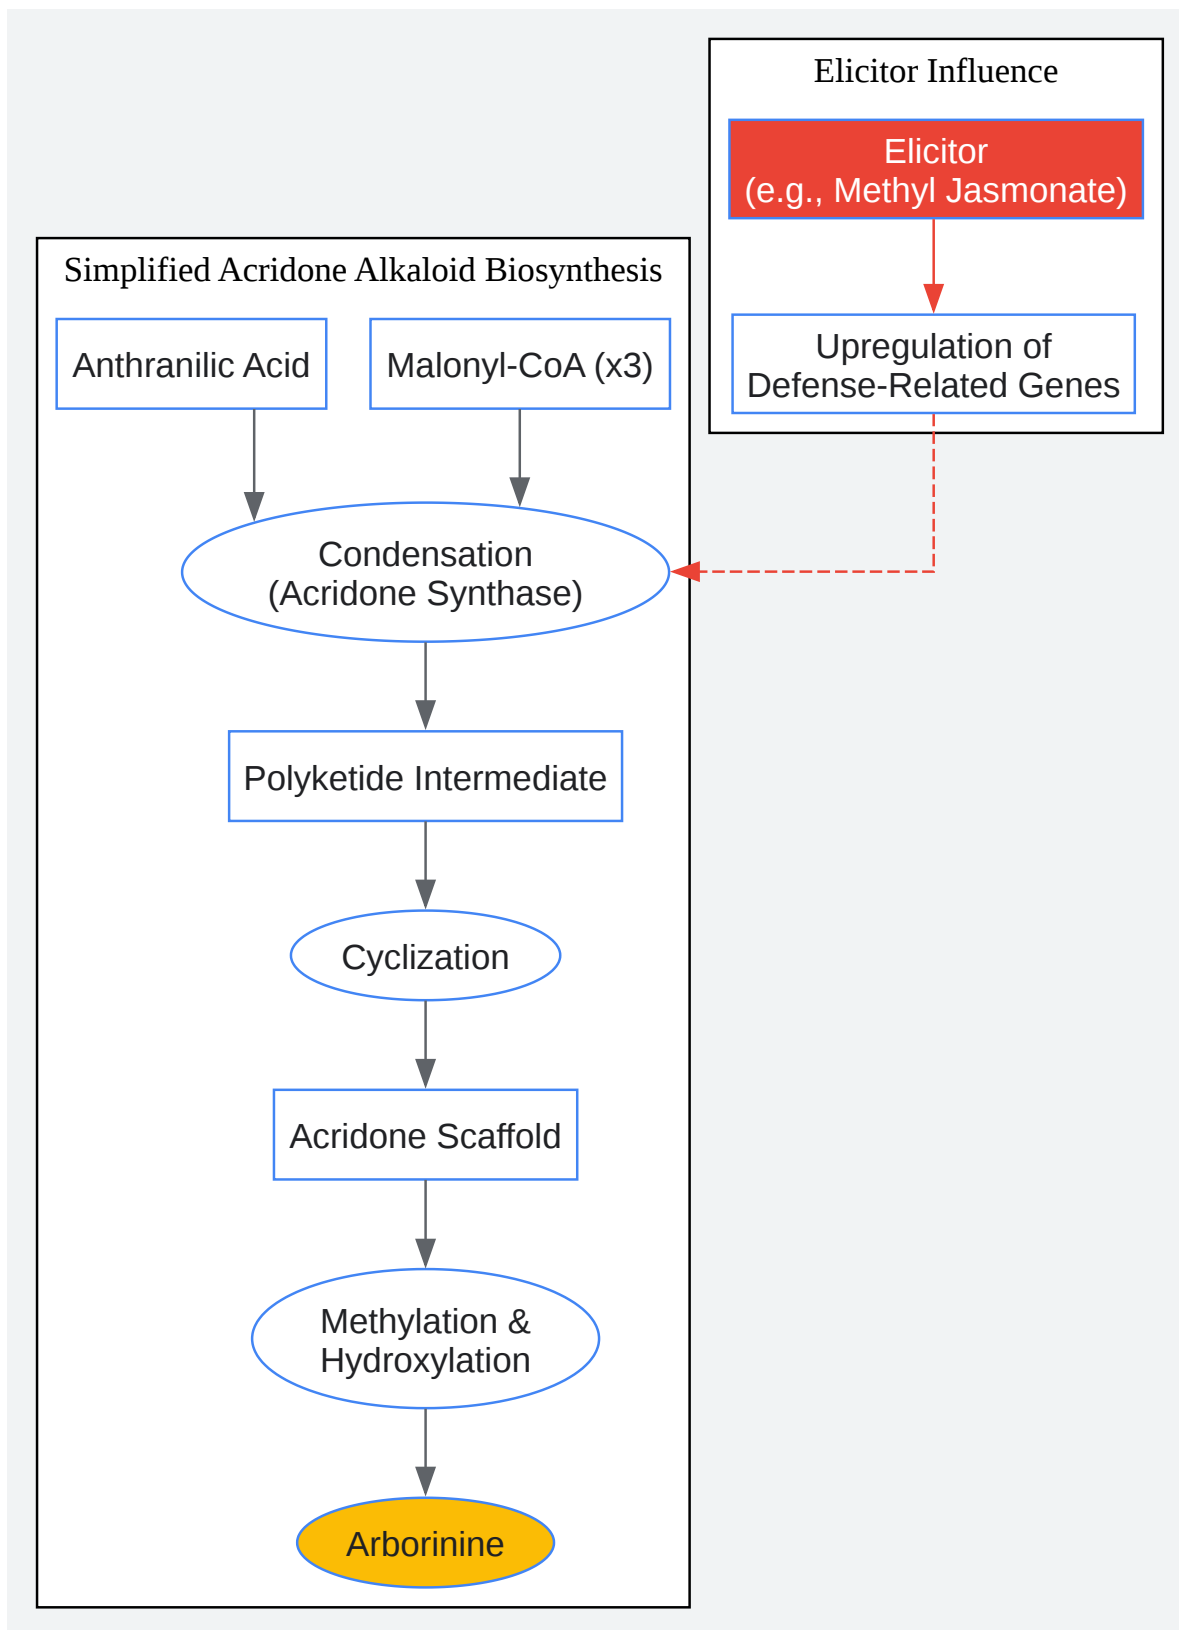 Elicitor Influence
Elicitor
(e.g., Methyl Jasmonate)
Upregulation of
Defense-Related Genes
Simplified Acridone Alkaloid Biosynthesis
Anthranilic Acid
Malonyl-CoA (x3)
Condensation
(Acridone Synthase)
Polyketide Intermediate
Cyclization
Acridone Scaffold
Methylation &
Hydroxylation
Arborinine